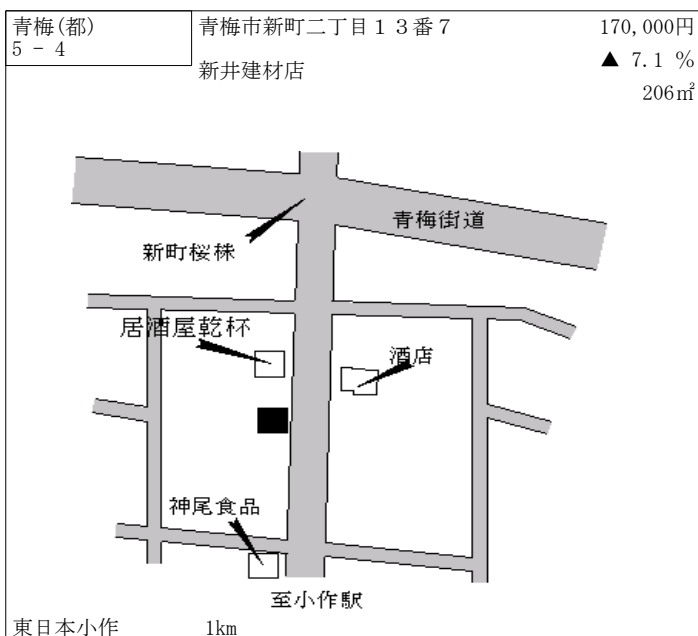 青梅(都)
5 - 4
青梅市新町二丁目１３番７
新井建材店
170,000円
▲ 7.1 %
206㎡
青梅街道
新町桜株
居酒屋乾杯
酒店
神尾食品
至小作駅
東日本小作 1km